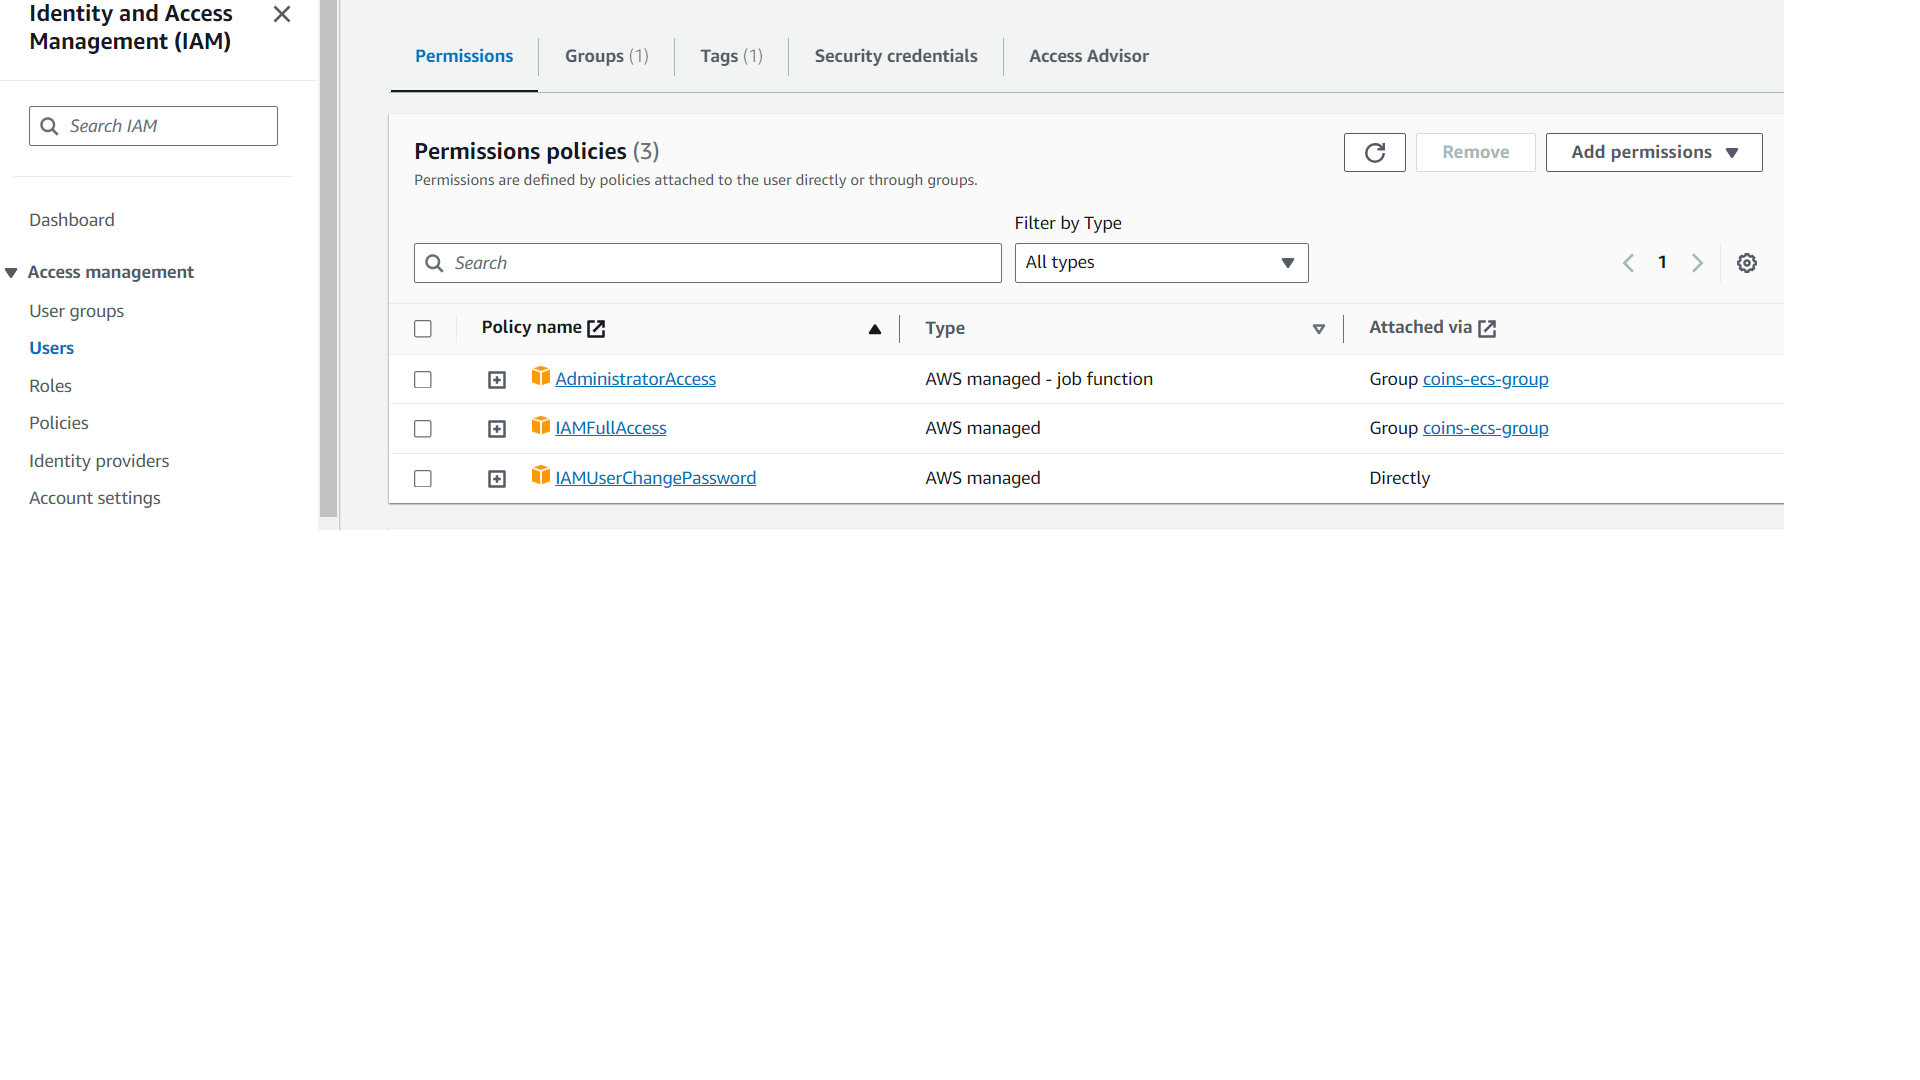 Identity and Access
Management (IAM)
Search IAM
Dashboard
Access management
User groups
Users
Roles
Policies
Identity providers
Account settings
Permissions
Groups (1)
Tags (1)
Security credentials
Access Advisor
Permissions policies (3)
Permissions are defined by policies attached to the user directly or through groups.
Remove
Add permissions
Filter by Type
Search
All types
1
Policy name
Type
Attached via
AdministratorAccess
AWS managed - job function
Group coins-ecs-group
IAMFullAccess
AWS managed
Group coins-ecs-group
IAMUserChangePassword
AWS managed
Directly